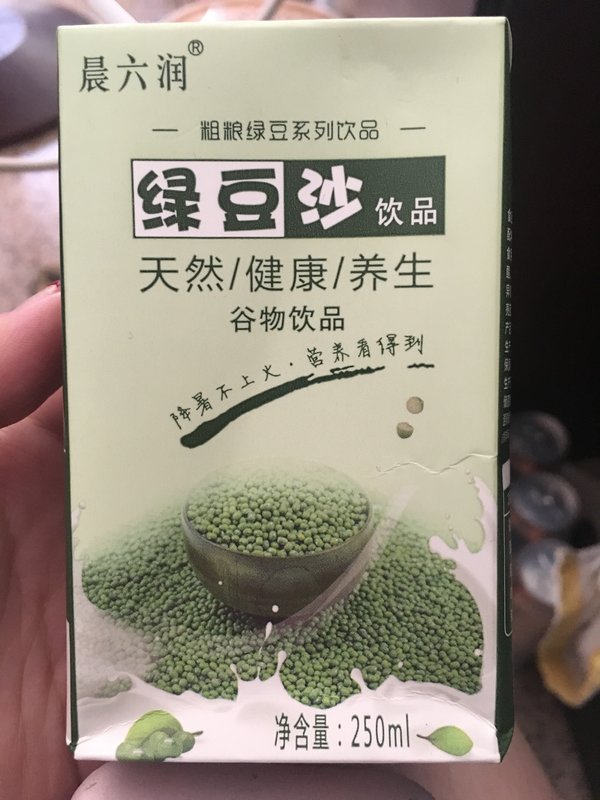 晨六润®
粗粮绿豆系列饮品
绿豆沙饮品
天然/健康/养生
谷物饮品
降暑不上火·营养看得到
净含量：250ml